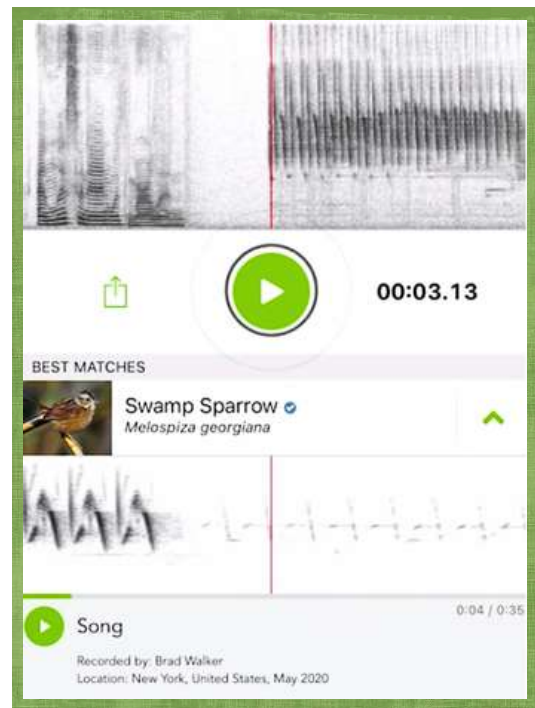 00:03.13
BEST MATCHES
Swamp Sparrow
Melospiza georgiana
0:04 / 0:35
Song
Recorded by: Brad Walker
Location: New York, United States, May 2020